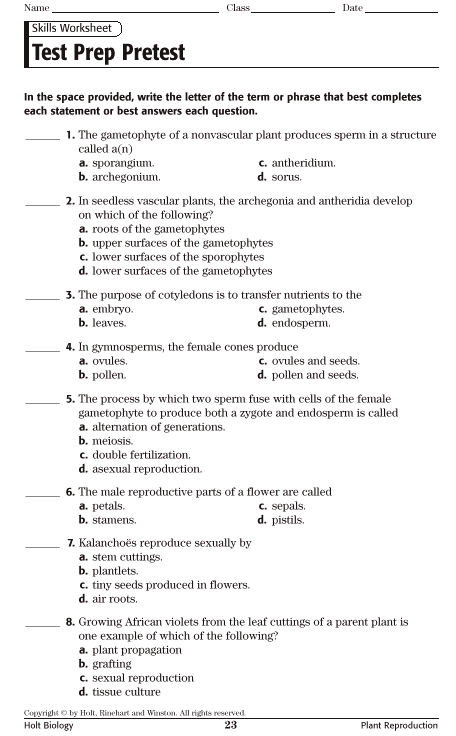 Name Class Date
Skills Worksheet
Test Prep Pretest
In the space provided, write the letter of the term or phrase that best completes
each statement or best answers each question.
1. The gametophyte of a nonvascular plant produces sperm in a structure
called a(n)
a. sporangium. c. antheridium.
b. archegonium. d. sorus.
2. In seedless vascular plants, the archegonia and antheridia develop
on which of the following?
a. roots of the gametophytes
b. upper surfaces of the gametophytes
c. lower surfaces of the sporophytes
d. lower surfaces of the gametophytes
3. The purpose of cotyledons is to transfer nutrients to the
a. embryo. c. gametophytes.
b. leaves. d. endosperm.
4. In gymnosperms, the female cones produce
a. ovules. c. ovules and seeds.
b. pollen. d. pollen and seeds.
5. The process by which two sperm fuse with cells of the female
gametophyte to produce both a zygote and endosperm is called
a. alternation of generations.
b. meiosis.
c. double fertilization.
d. asexual reproduction.
6. The male reproductive parts of a flower are called
a. petals. c. sepals.
b. stamens. d. pistils.
7. Kalanchoës reproduce sexually by
a. stem cuttings.
b. plantlets.
c. tiny seeds produced in flowers.
d. air roots.
8. Growing African violets from the leaf cuttings of a parent plant is
one example of which of the following?
a. plant propagation
b. grafting
c. sexual reproduction
d. tissue culture
Copyright © by Holt, Rinehart and Winston. All rights reserved.
Holt Biology 23 Plant Reproduction